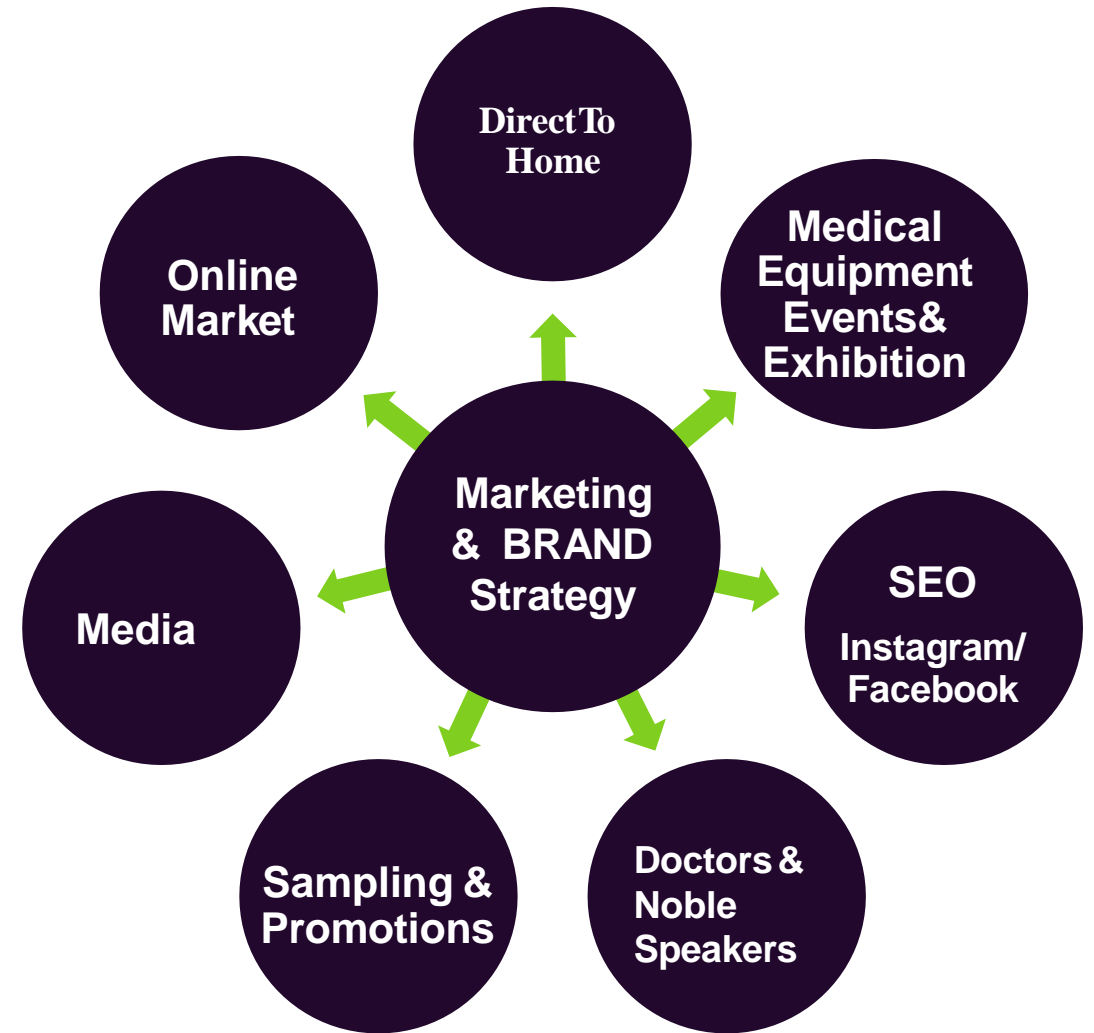 Direct To
Home
Medical
Equipment
Events&
Exhibition
Online
Market
Marketing
& BRAND
Strategy
SEO
Instagram/
Facebook
Media
Doctors &
Noble
Speakers
Sampling &
Promotions